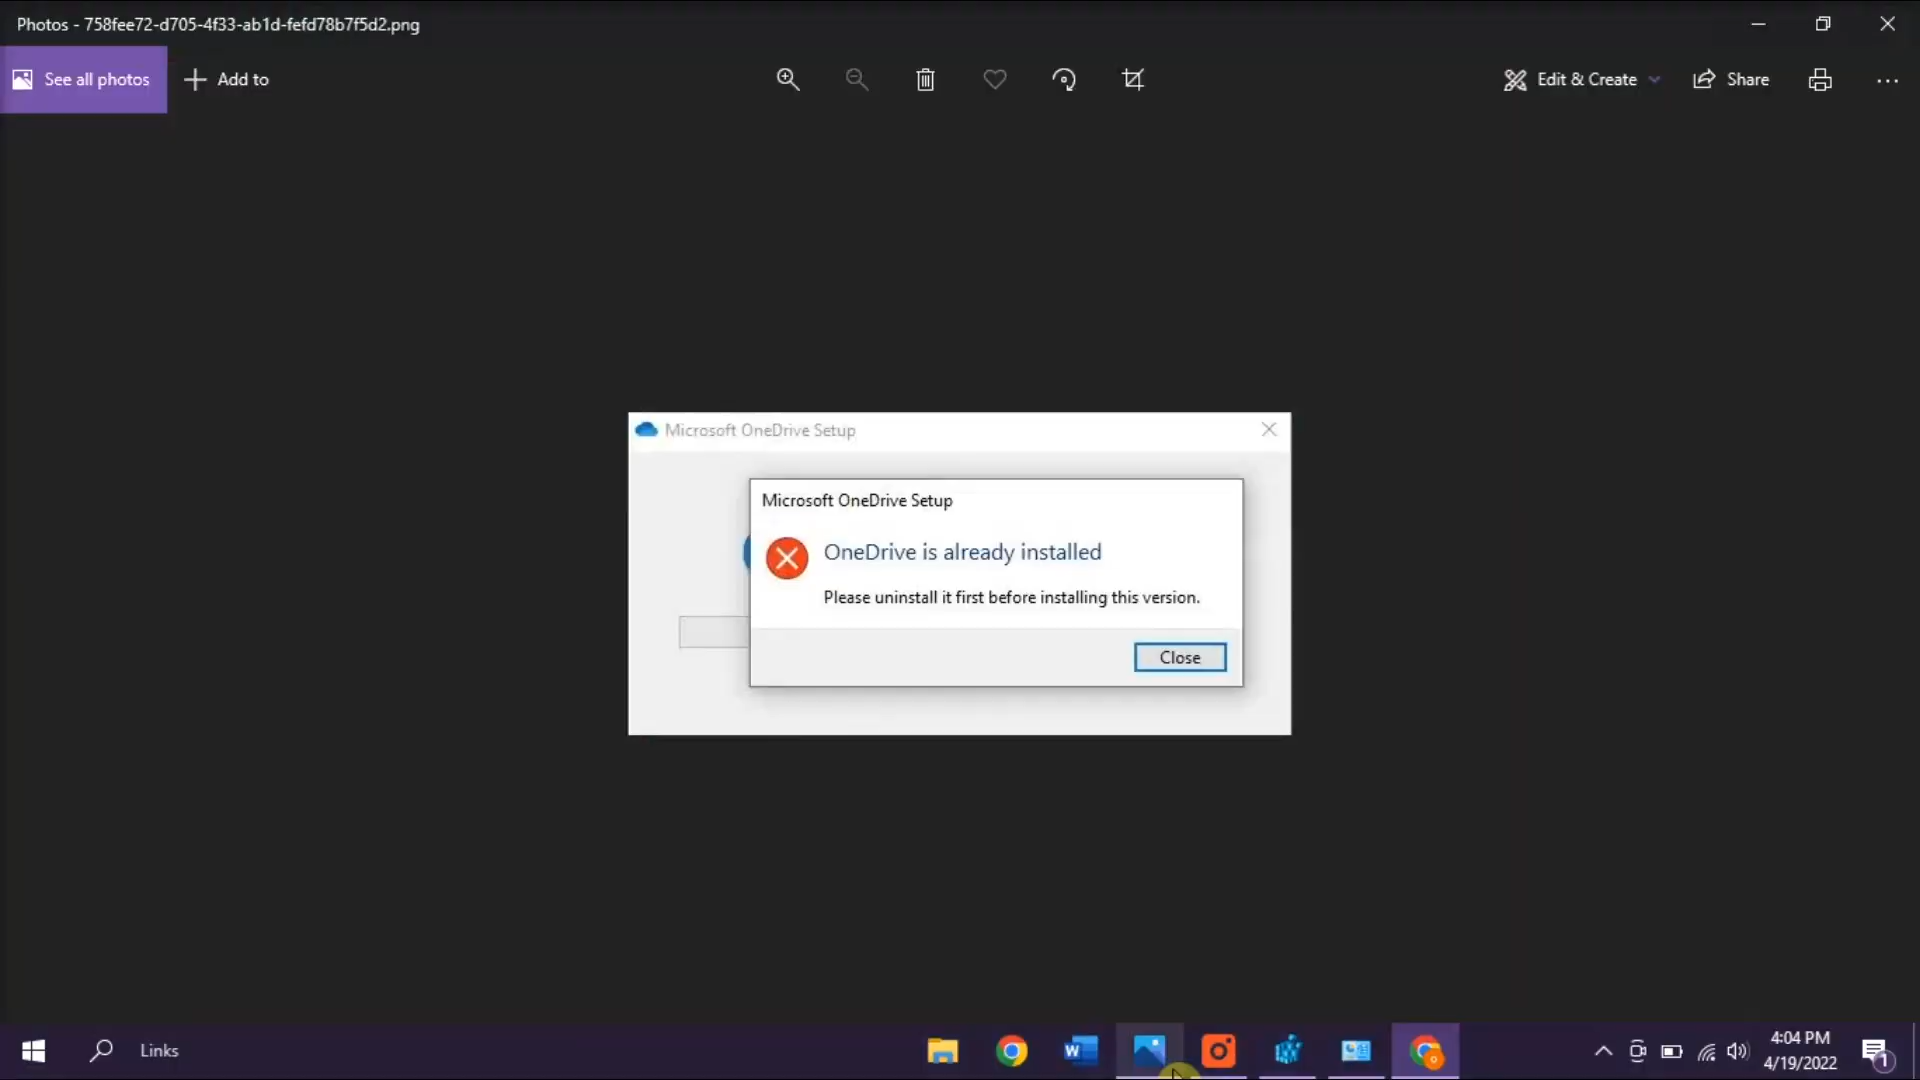 Photos - 758fee72-d705-4f33-ab1d-fefd78b7f5d2.png
See all photos
Add to
Edit & Create
Share
Microsoft OneDrive Setup
Microsoft OneDrive Setup
OneDrive is already installed
Please uninstall it first before installing this version.
Close
Links
W
4:04 PM
4/19/2022
1